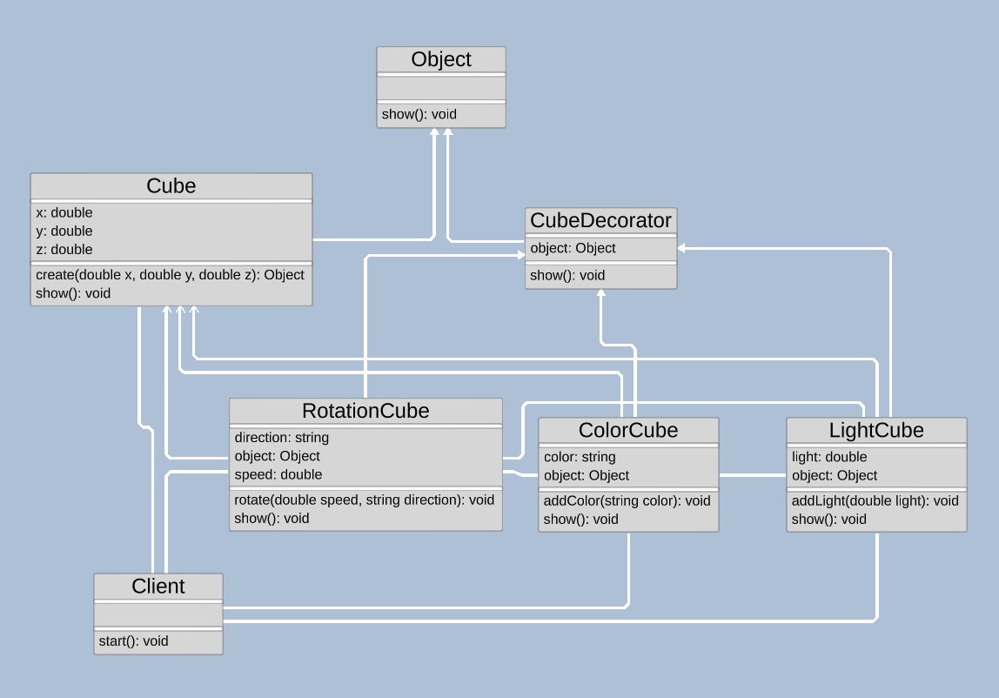 Object
show(): void
Cube
x: double
y: double
z: double
create(double x, double y, double z): Object
show(): void
CubeDecorator
object: Object
show(): void
RotationCube
direction: string
object: Object
speed: double
rotate(double speed, string direction): void
show(): void
ColorCube
color: string
object: Object
addColor(string color): void
show(): void
LightCube
light: double
object: Object
addLight(double light): void
show(): void
Client
start(): void